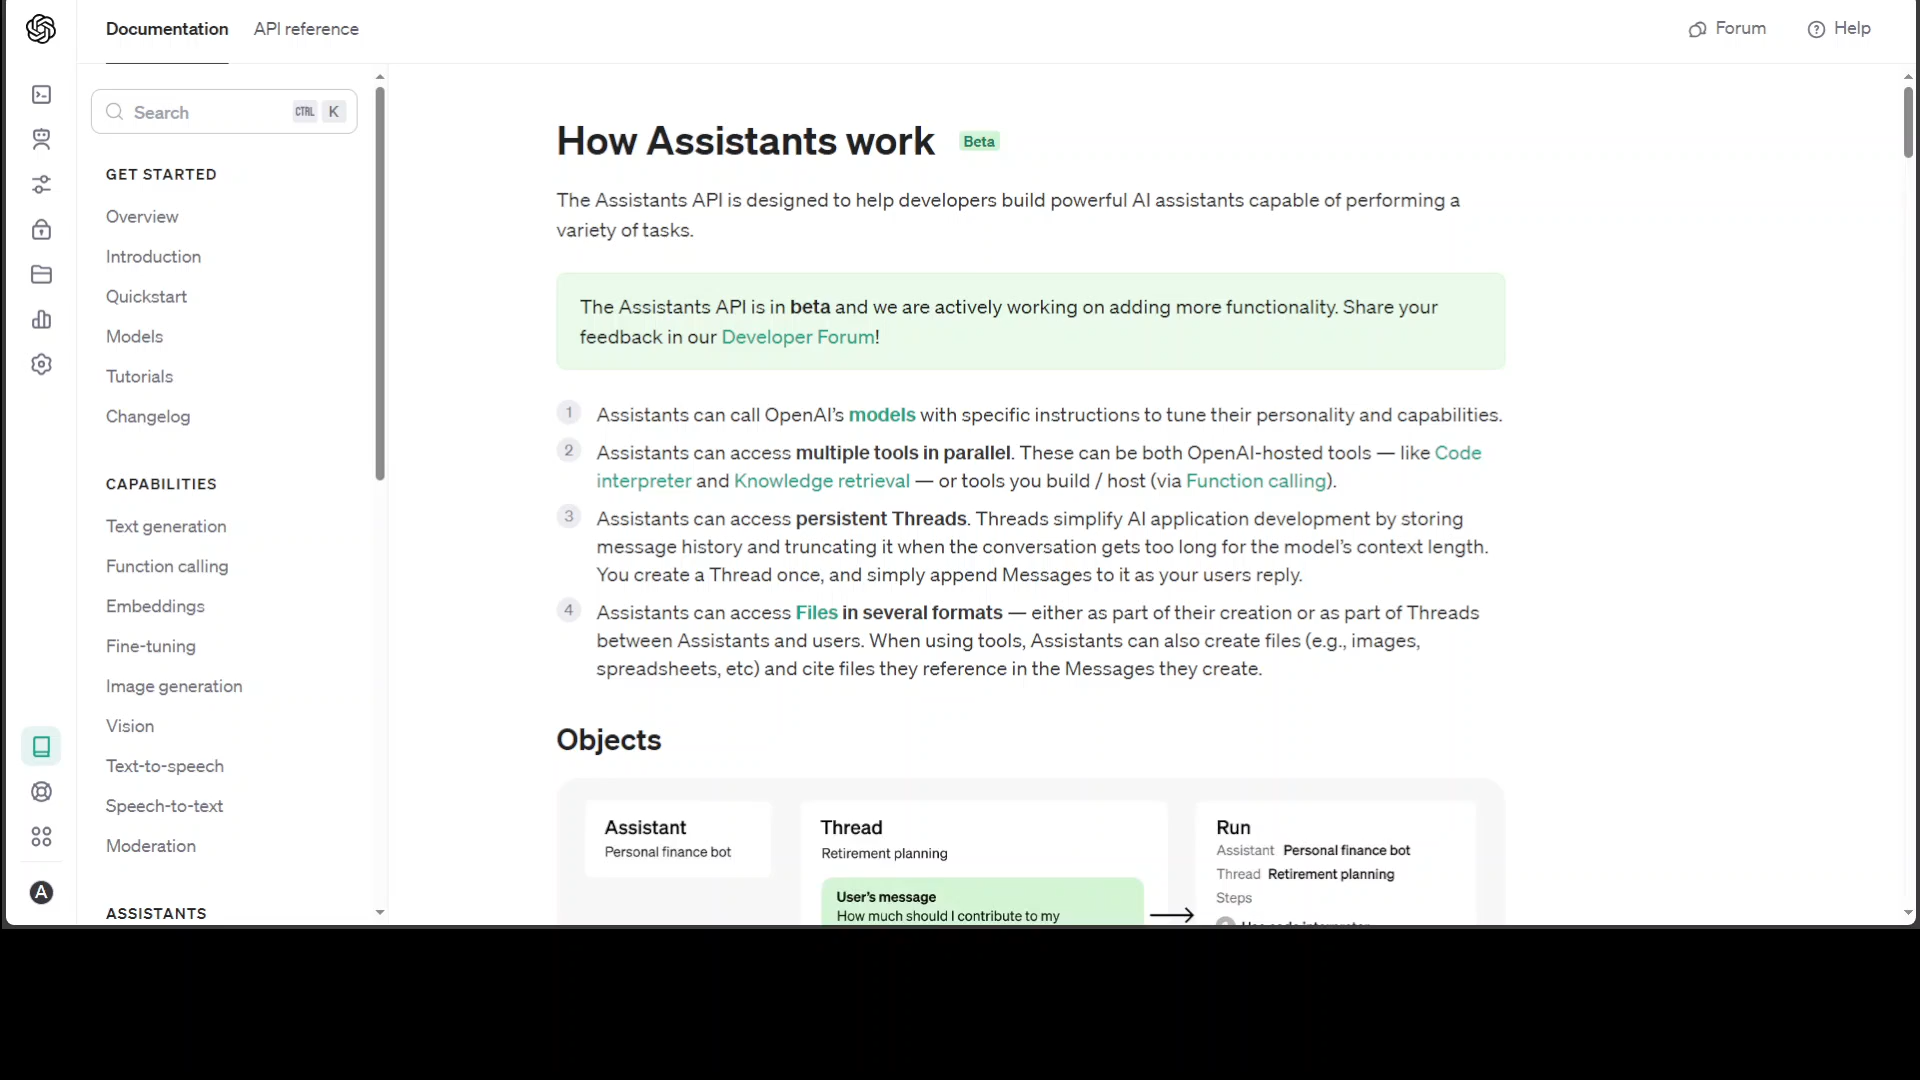 Documentation
API reference
Forum
Help
Search
CTRL K
GET STARTED
Overview
Introduction
Quickstart
Models
Tutorials
Changelog
CAPABILITIES
Text generation
Function calling
Embeddings
Fine-tuning
Image generation
Vision
Text-to-speech
Speech-to-text
Moderation
ASSISTANTS
A
How Assistants work Beta
The Assistants API is designed to help developers build powerful AI assistants capable of performing a
variety of tasks.
The Assistants API is in beta and we are actively working on adding more functionality. Share your
feedback in our Developer Forum!
1 Assistants can call OpenAI’s models with specific instructions to tune their personality and capabilities.
2 Assistants can access multiple tools in parallel. These can be both OpenAI-hosted tools — like Code
interpreter and Knowledge retrieval — or tools you build / host (via Function calling).
3 Assistants can access persistent Threads. Threads simplify AI application development by storing
message history and truncating it when the conversation gets too long for the model’s context length.
You create a Thread once, and simply append Messages to it as your users reply.
4 Assistants can access Files in several formats — either as part of their creation or as part of Threads
between Assistants and users. When using tools, Assistants can also create files (e.g., images,
spreadsheets, etc) and cite files they reference in the Messages they create.
Objects
Assistant
Personal finance bot
Thread
Retirement planning
User’s message
How much should I contribute to my
Run
Assistant Personal finance bot
Thread Retirement planning
Steps